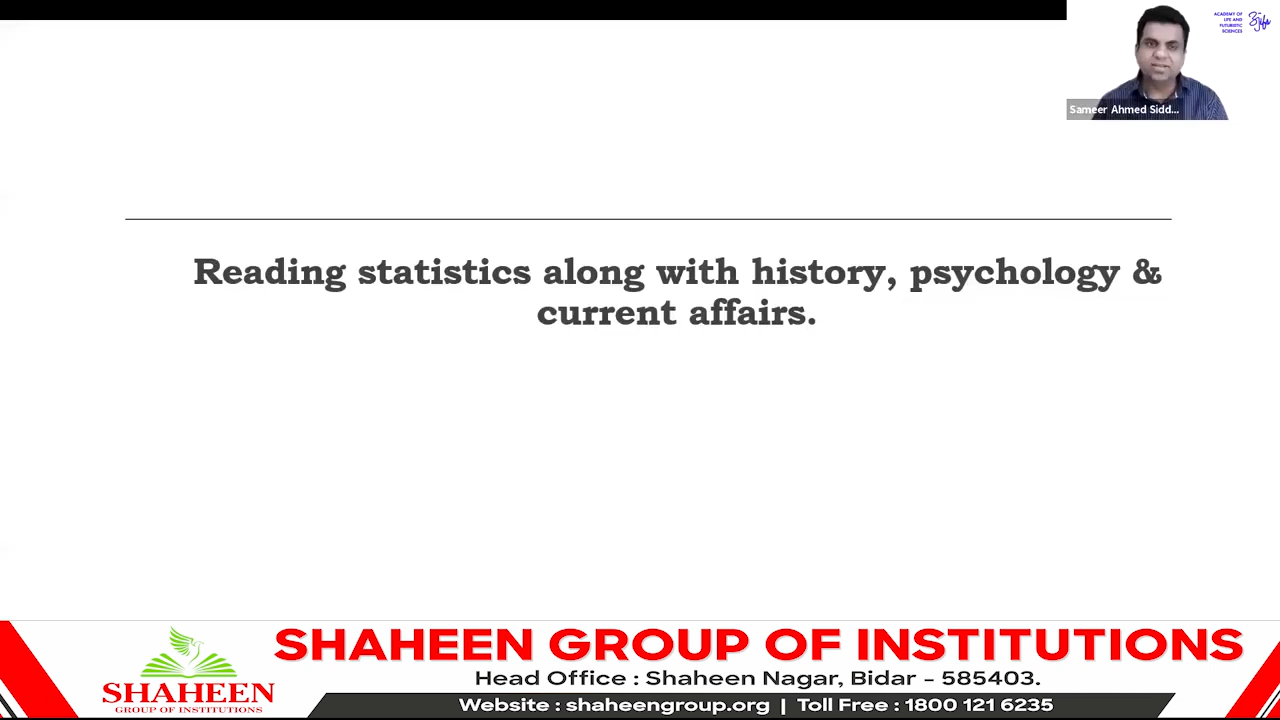 ACADEMY OF
LIFE AND
FUTURISTIC
SCIENCES
Sameer Ahmed Sidd...
Reading statistics along with history, psychology &
current affairs.
SHAHEEN
GROUP OF INSTITUTIONS
SHAHEEN GROUP OF INSTITUTIONS
Head Office : Shaheen Nagar, Bidar - 585403.
Website : shaheengroup.org | Toll Free : 1800 121 6235